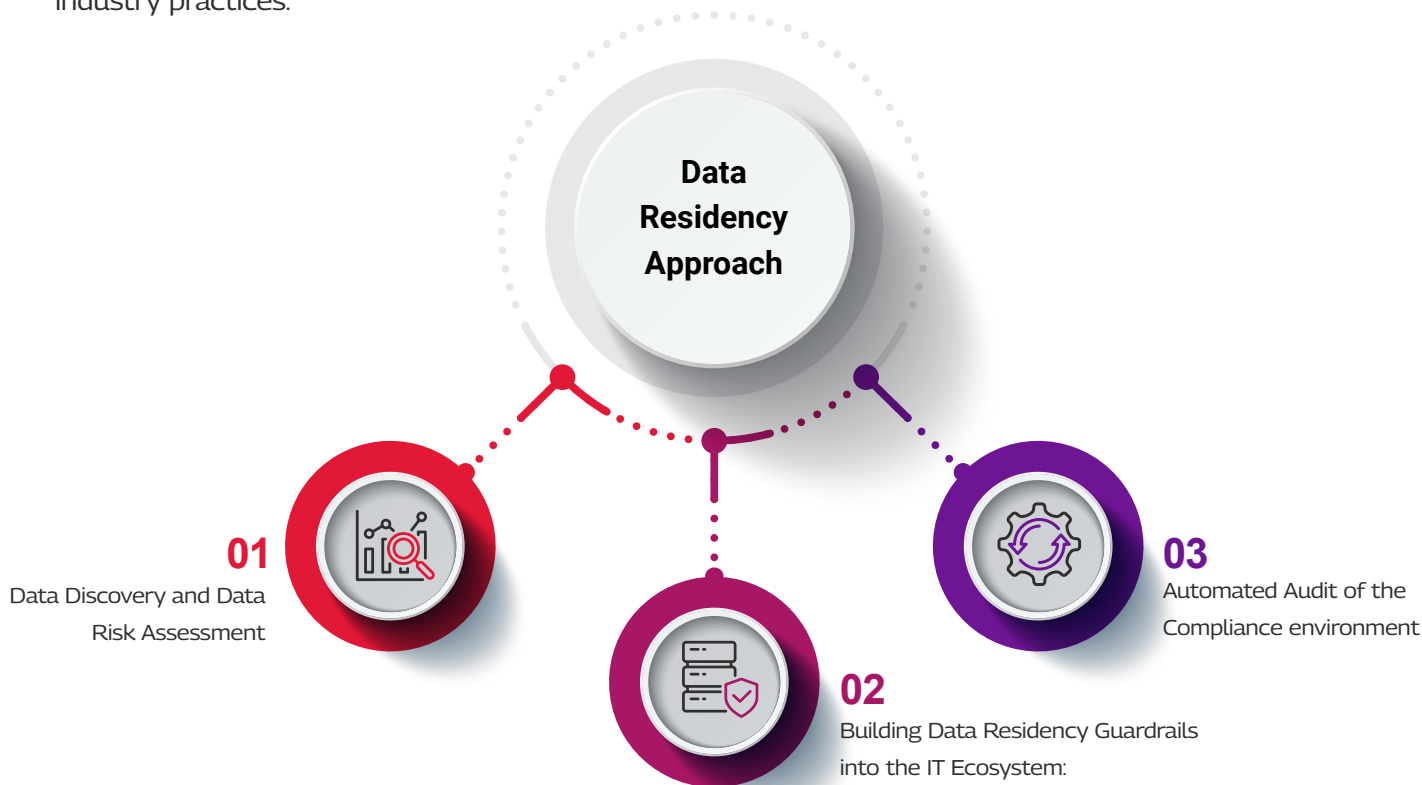 industry practices.
Data
Residency
Approach
01
Data Discovery and Data
Risk Assessment
02
Building Data Residency Guardrails
into the IT Ecosystem:
03
Automated Audit of the
Compliance environment